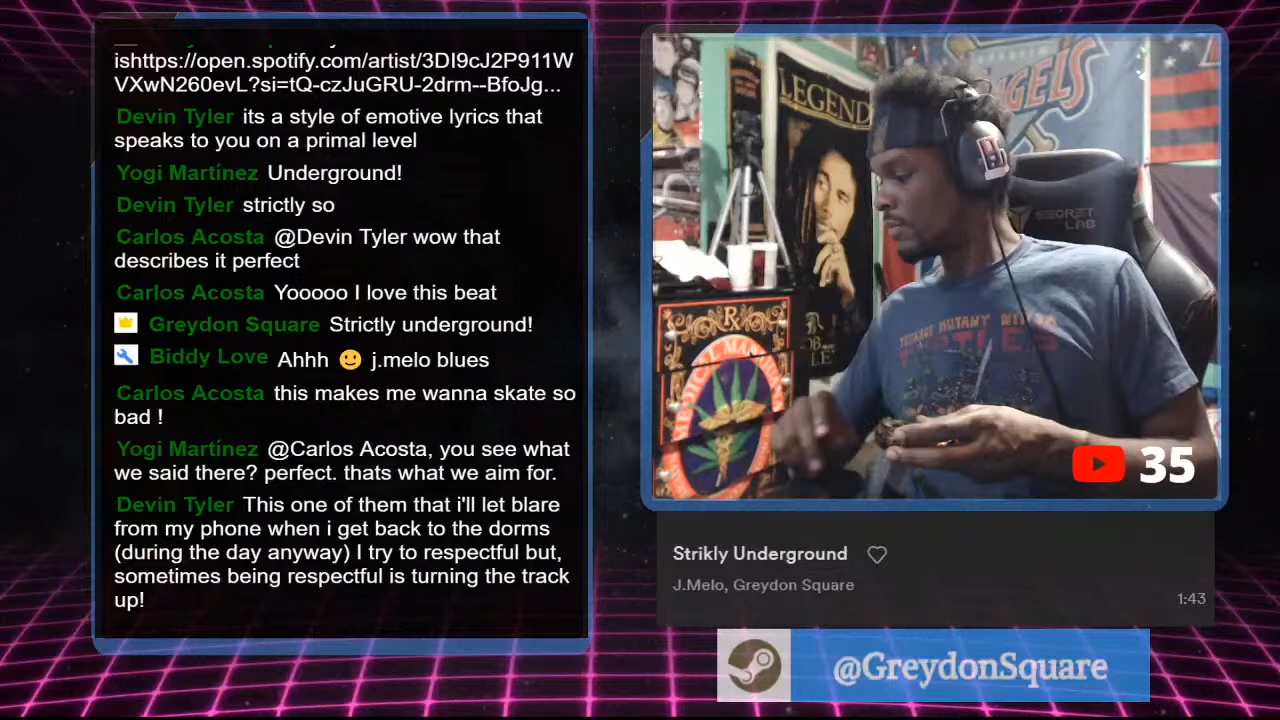 ishttps://open.spotify.com/artist/3DI9cJ2P911W
VXwN260evL?si=tQ-czJuGRU-2drm--BfoJg...
Devin Tyler its a style of emotive lyrics that
speaks to you on a primal level
Yogi Martínez Underground!
Devin Tyler strictly so
Carlos Acosta @Devin Tyler wow that
describes it perfect
Carlos Acosta Yooooo I love this beat
Greydon Square Strictly underground!
Biddy Love Ahhh 🙂 j.melo blues
Carlos Acosta this makes me wanna skate so
bad !
Yogi Martínez @Carlos Acosta, you see what
we said there? perfect. thats what we aim for.
Devin Tyler This one of them that i'll let blare
from my phone when i get back to the dorms
(during the day anyway) I try to respectful but,
sometimes being respectful is turning the track
up!
LEGEND
NGELS
SECRET
LAB
TEENAGE MUTANT NINJA
TURTLES
35
Strikly Underground
J.Melo, Greydon Square
1:43
@GreydonSquare